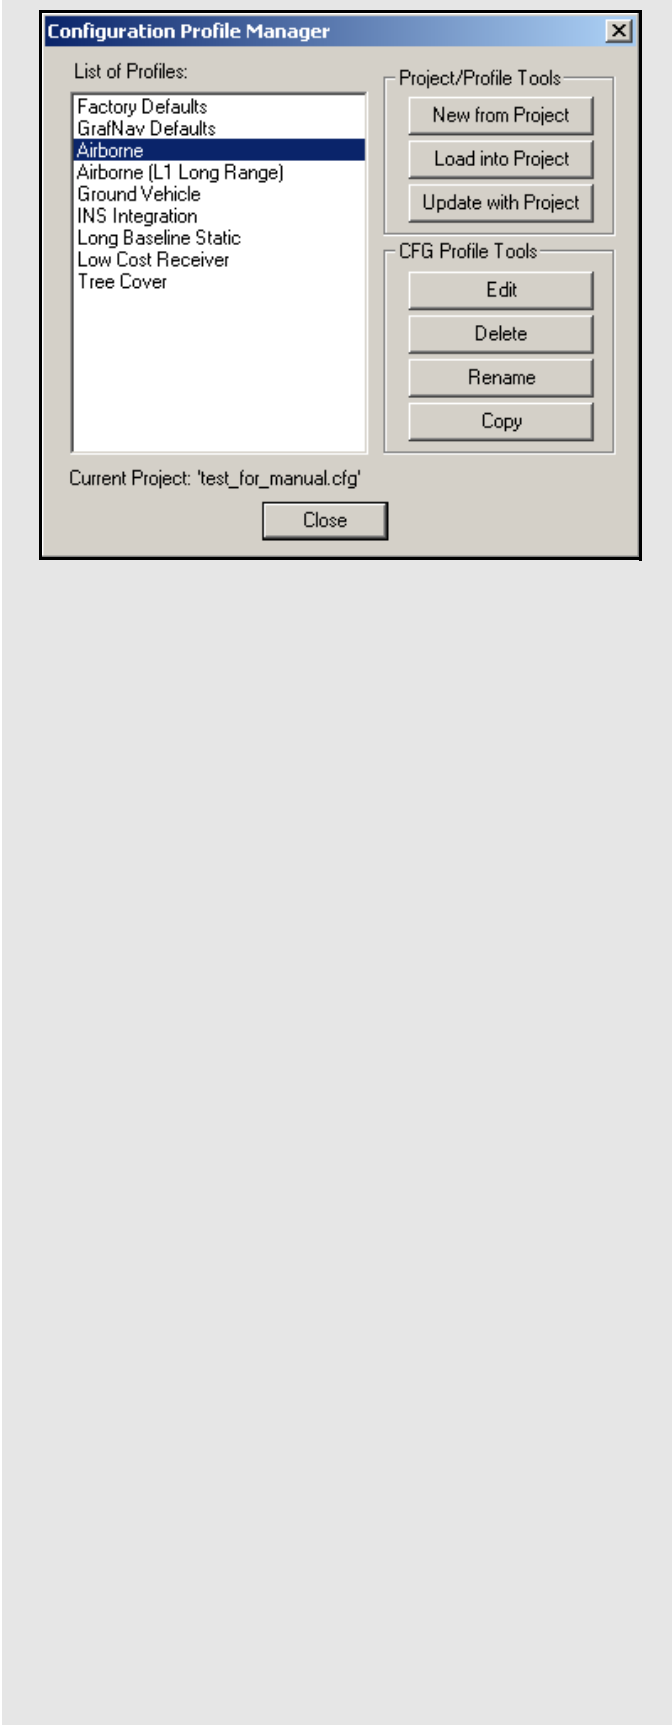 Configuration Profile Manager
List of Profiles:
Factory Defaults
GrafNav Defaults
Airborne
Airborne (L1 Long Range)
Ground Vehicle
INS Integration
Long Baseline Static
Low Cost Receiver
Tree Cover
Project/Profile Tools
New from Project
Load into Project
Update with Project
CFG Profile Tools
Edit
Delete
Rename
Copy
Current Project: 'test_for_manual.cfg'
Close